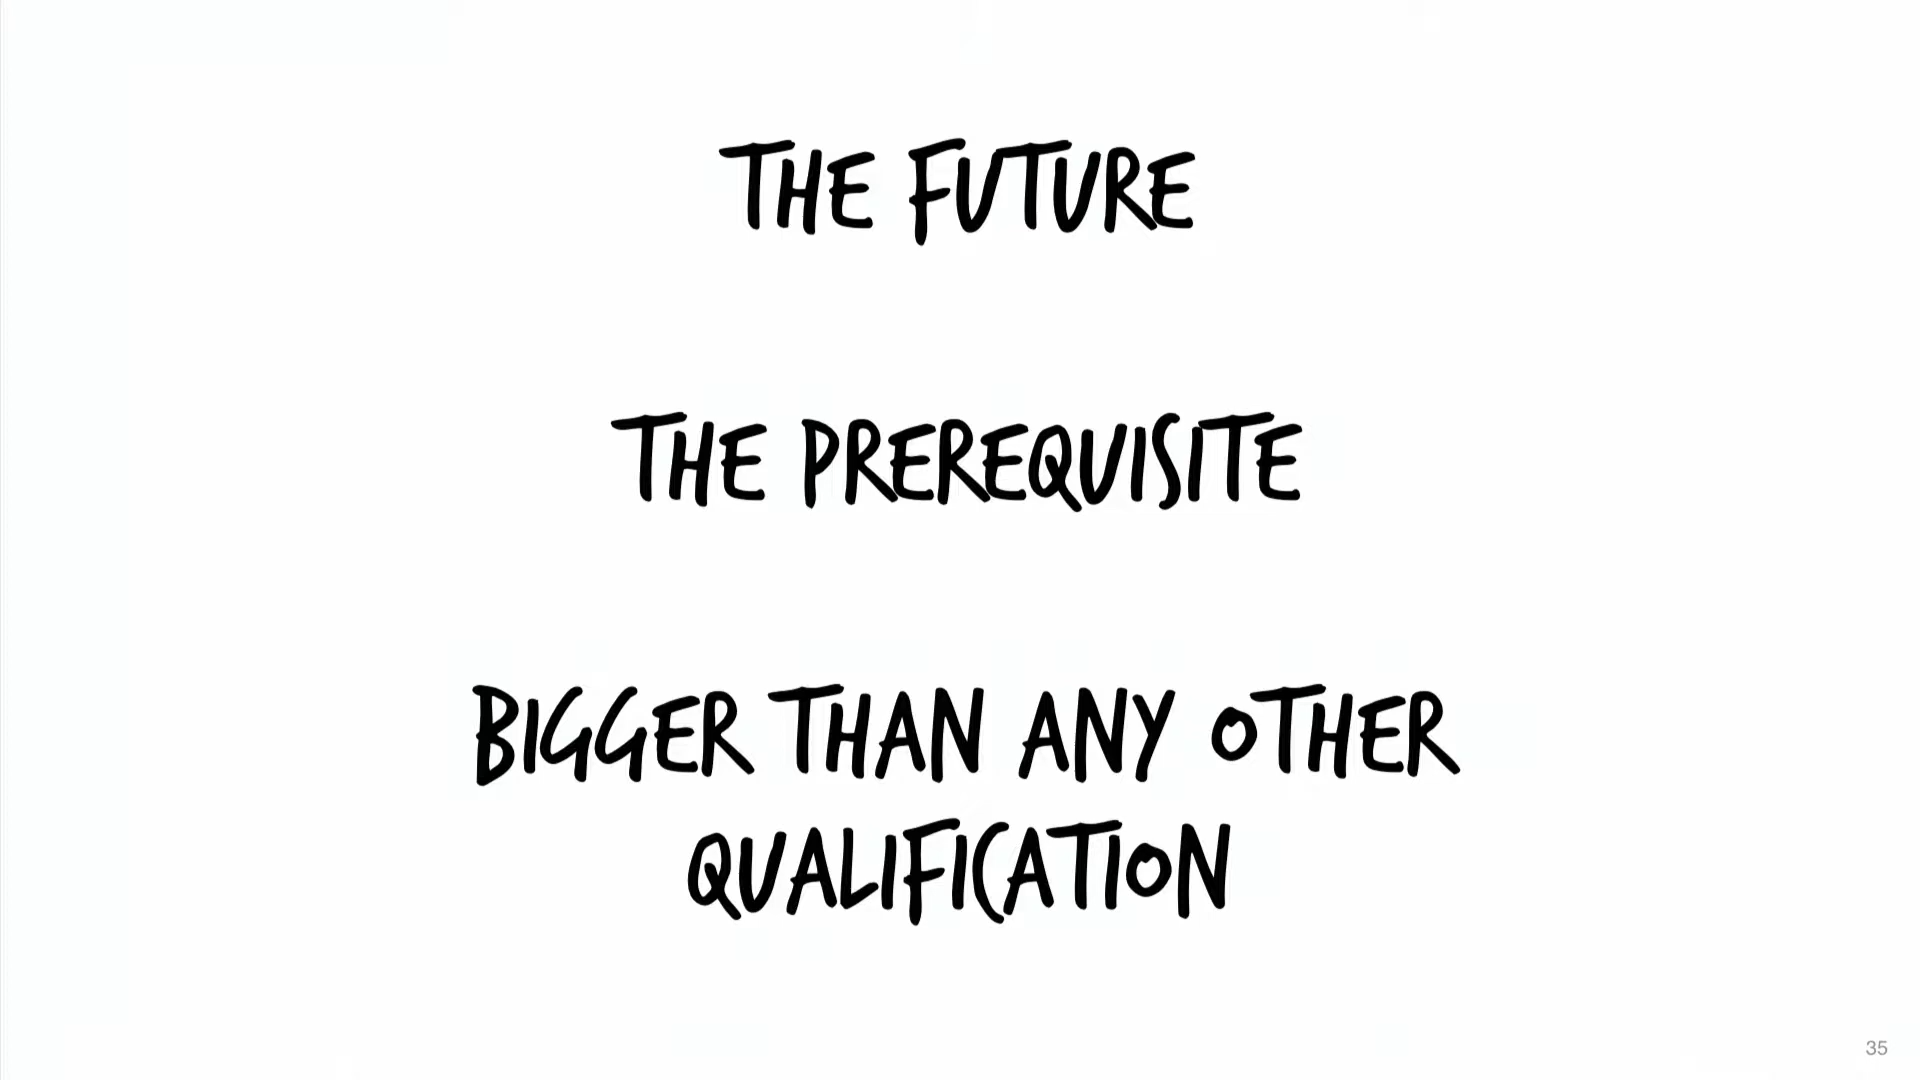 THE FUTURE
THE PREREQUISITE
BIGGER THAN ANY OTHER
QUALIFICATION
35